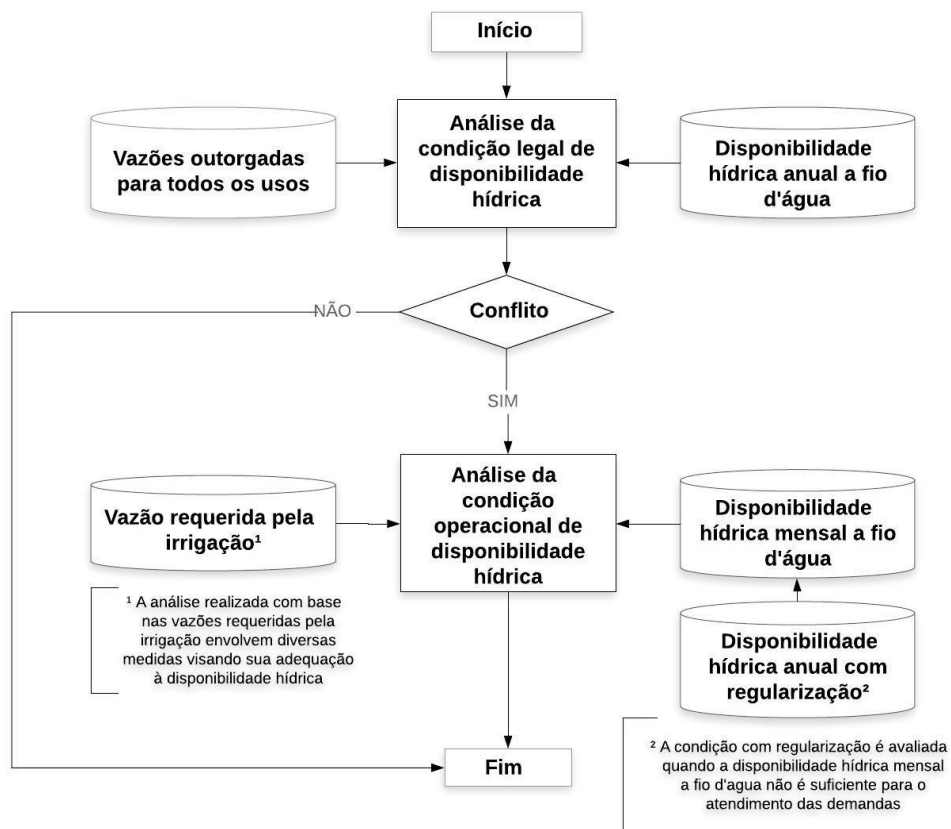 Início
Análise da
condição legal de
disponibilidade
hídrica
Vazões outorgadas
para todos os usos
Disponibilidade
hídrica anual a fio
d'água
Conflito
NÃO
SIM
Análise da
condição
operacional de
disponibilidade
hídrica
Vazão requerida pela
irrigação¹
Disponibilidade
hídrica mensal a fio
d'água
¹ A análise realizada com base
nas vazões requeridas pela
irrigação envolvem diversas
medidas visando sua adequação
à disponibilidade hídrica
Disponibilidade
hídrica anual com
regularização²
² A condição com regularização é avaliada
quando a disponibilidade hídrica mensal
a fio d'agua não é suficiente para o
atendimento das demandas
Fim